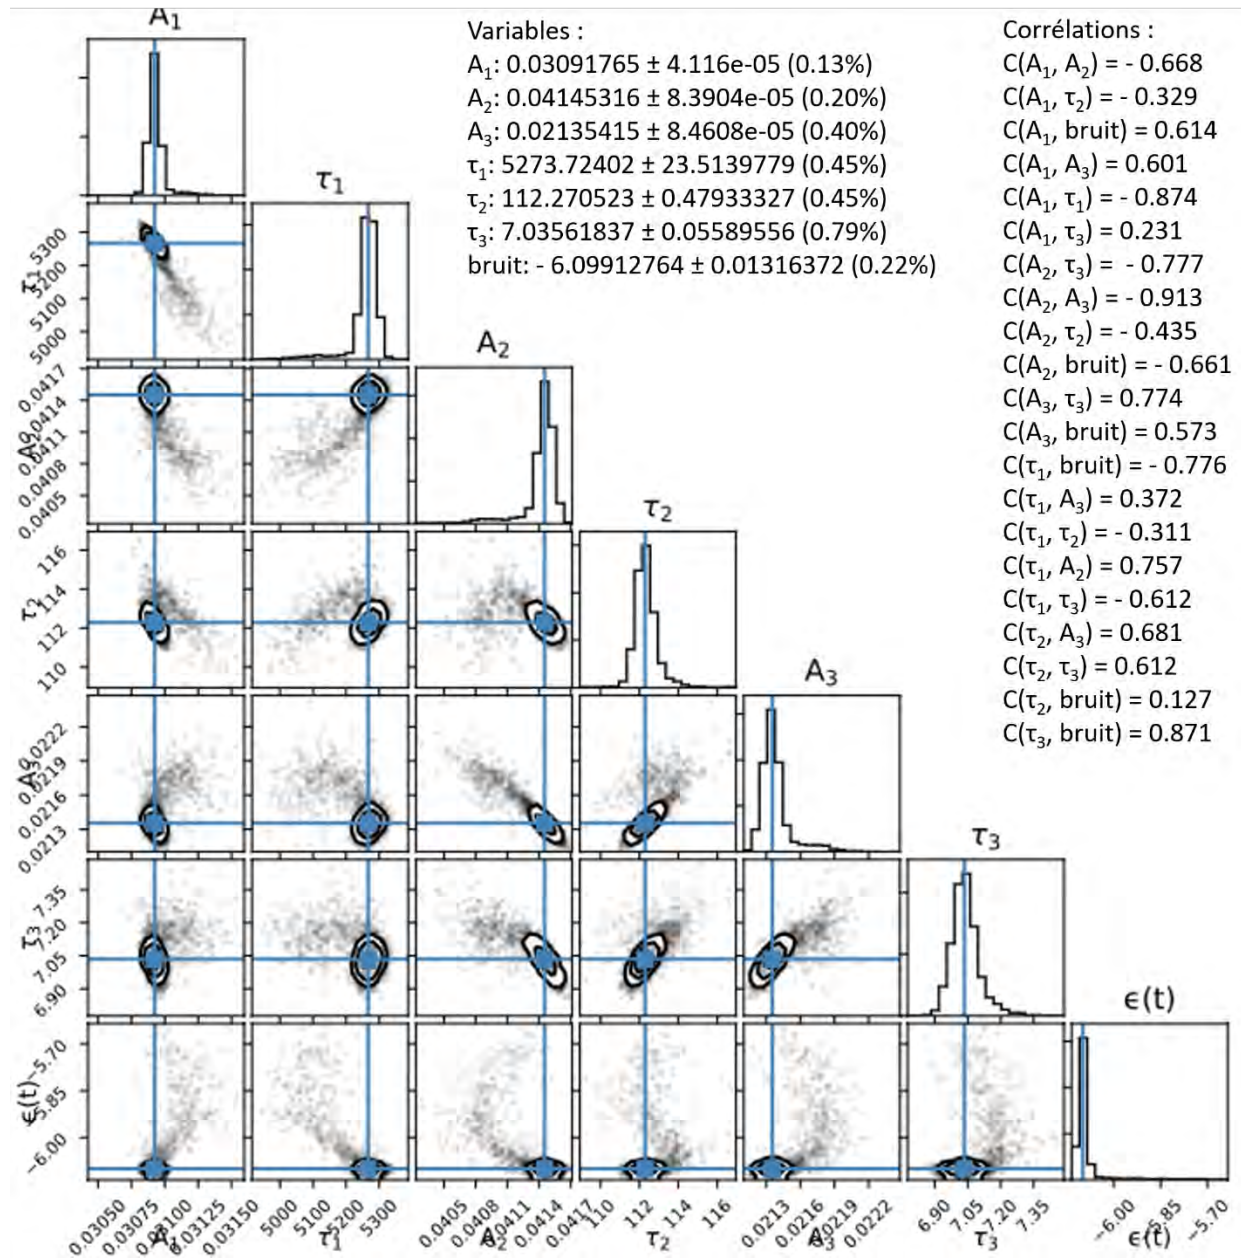 A₁
Variables :
A₁: 0.03091765 ± 4.116e-05 (0.13%)
A₂: 0.04145316 ± 8.3904e-05 (0.20%)
A₃: 0.02135415 ± 8.4608e-05 (0.40%)
τ₁: 5273.72402 ± 23.5139779 (0.45%)
τ₂: 112.270523 ± 0.47933327 (0.45%)
τ₃: 7.03561837 ± 0.05589556 (0.79%)
bruit: - 6.09912764 ± 0.01316372 (0.22%)
Corrélations :
C(A₁, A₂) = - 0.668
C(A₁, τ₂) = - 0.329
C(A₁, bruit) = 0.614
C(A₁, A₃) = 0.601
C(A₁, τ₁) = - 0.874
C(A₁, τ₃) = 0.231
C(A₂, τ₃) = - 0.777
C(A₂, A₃) = - 0.913
C(A₂, τ₂) = - 0.435
C(A₂, bruit) = - 0.661
C(A₃, τ₃) = 0.774
C(A₃, bruit) = 0.573
C(τ₁, bruit) = - 0.776
C(τ₁, A₃) = 0.372
C(τ₁, τ₂) = - 0.311
C(τ₁, A₂) = 0.757
C(τ₁, τ₃) = - 0.612
C(τ₂, A₃) = 0.681
C(τ₂, τ₃) = 0.612
C(τ₂, bruit) = 0.127
C(τ₃, bruit) = 0.871
τ₁
τ₁
5300
5200
5100
5000
A₂
0.0417
0.0414
0.0411
0.0408
0.0405
τ₂
τ₂
116
114
112
110
A₃
0.0222
0.0219
0.0216
0.0213
τ₃
τ₃
7.35
7.20
7.05
6.90
ϵ(t)
ϵ(t)
−5.70
−5.85
−6.00
0.03050 0.03075 0.03100 0.03125 0.03150
5000 5100 5200 5300
0.0405 0.0408 0.0411 0.0414 0.0417
110 112 114 116
0.0213 0.0216 0.0219 0.0222
6.90 7.05 7.20 7.35
−6.00 −5.85 −5.70
A₁ τ₁ A₂ τ₂ A₃ τ₃ ϵ(t)